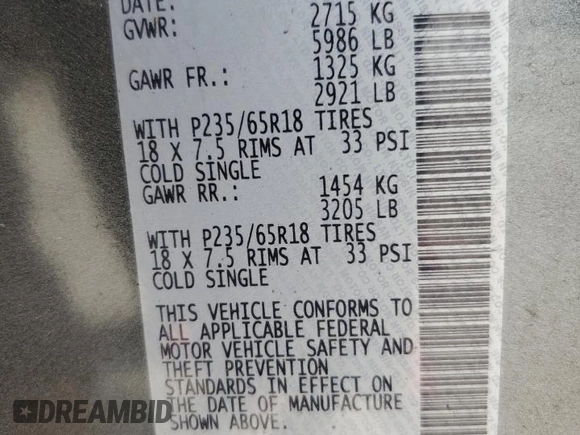 DATE:
GVWR: 2715 KG
5986 LB
GAWR FR.: 1325 KG
2921 LB
WITH P235/65R18 TIRES
18 X 7.5 RIMS AT 33 PSI
COLD SINGLE
GAWR RR.: 1454 KG
3205 LB
WITH P235/65R18 TIRES
18 X 7.5 RIMS AT 33 PSI
COLD SINGLE
THIS VEHICLE CONFORMS TO
ALL APPLICABLE FEDERAL
MOTOR VEHICLE SAFETY AND
THEFT PREVENTION
STANDARDS IN EFFECT ON
THE DATE OF MANUFACTURE
SHOWN ABOVE.
DREAMBID